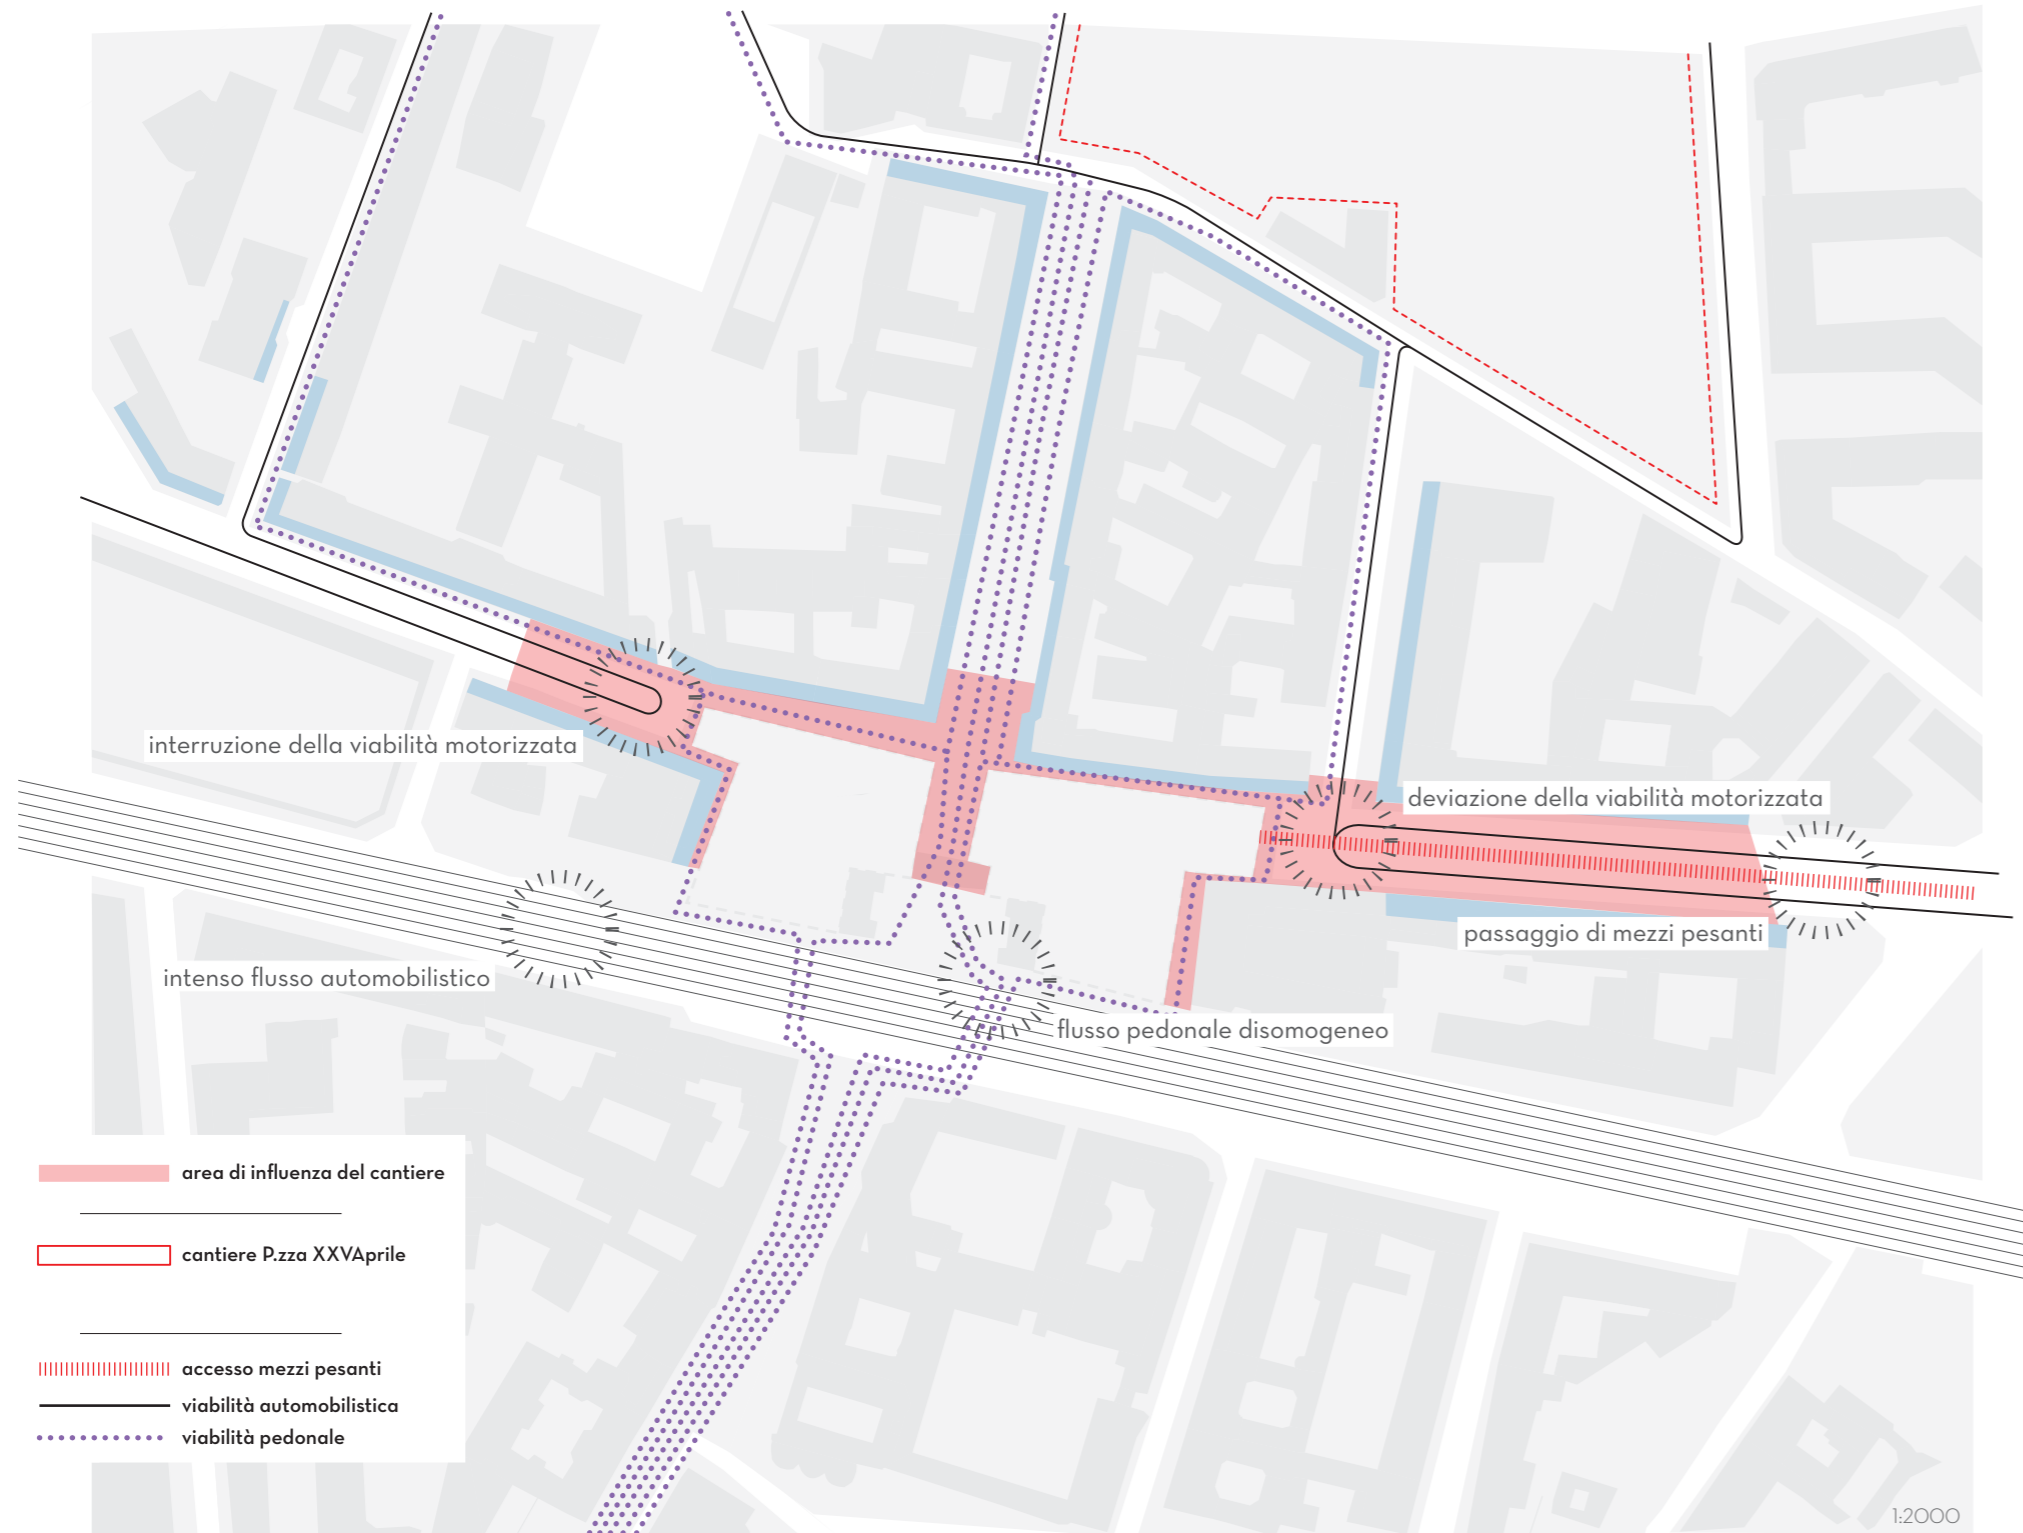 interruzione della viabilità motorizzata
deviazione della viabilità motorizzata
passaggio di mezzi pesanti
intenso flusso automobilistico
flusso pedonale disomogeneo
area di influenza del cantiere
cantiere P.zza XXVAprile
accesso mezzi pesanti
viabilità automobilistica
viabilità pedonale
1:2000